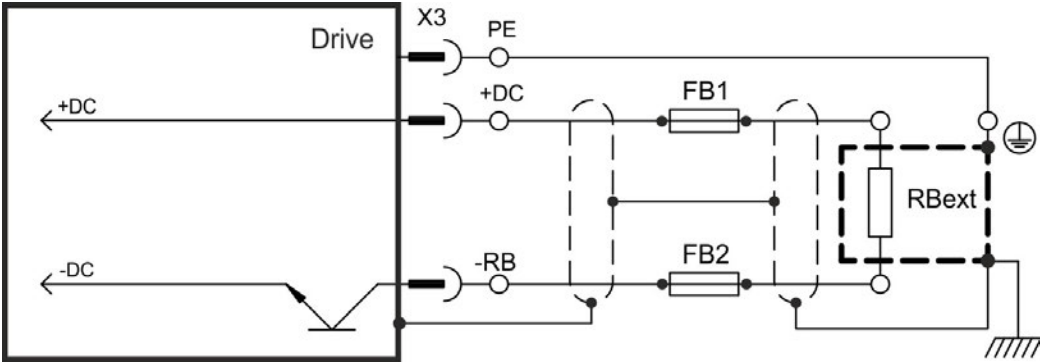 X3
Drive
PE
+DC
+DC
FB1
RBext
-DC
-RB
FB2